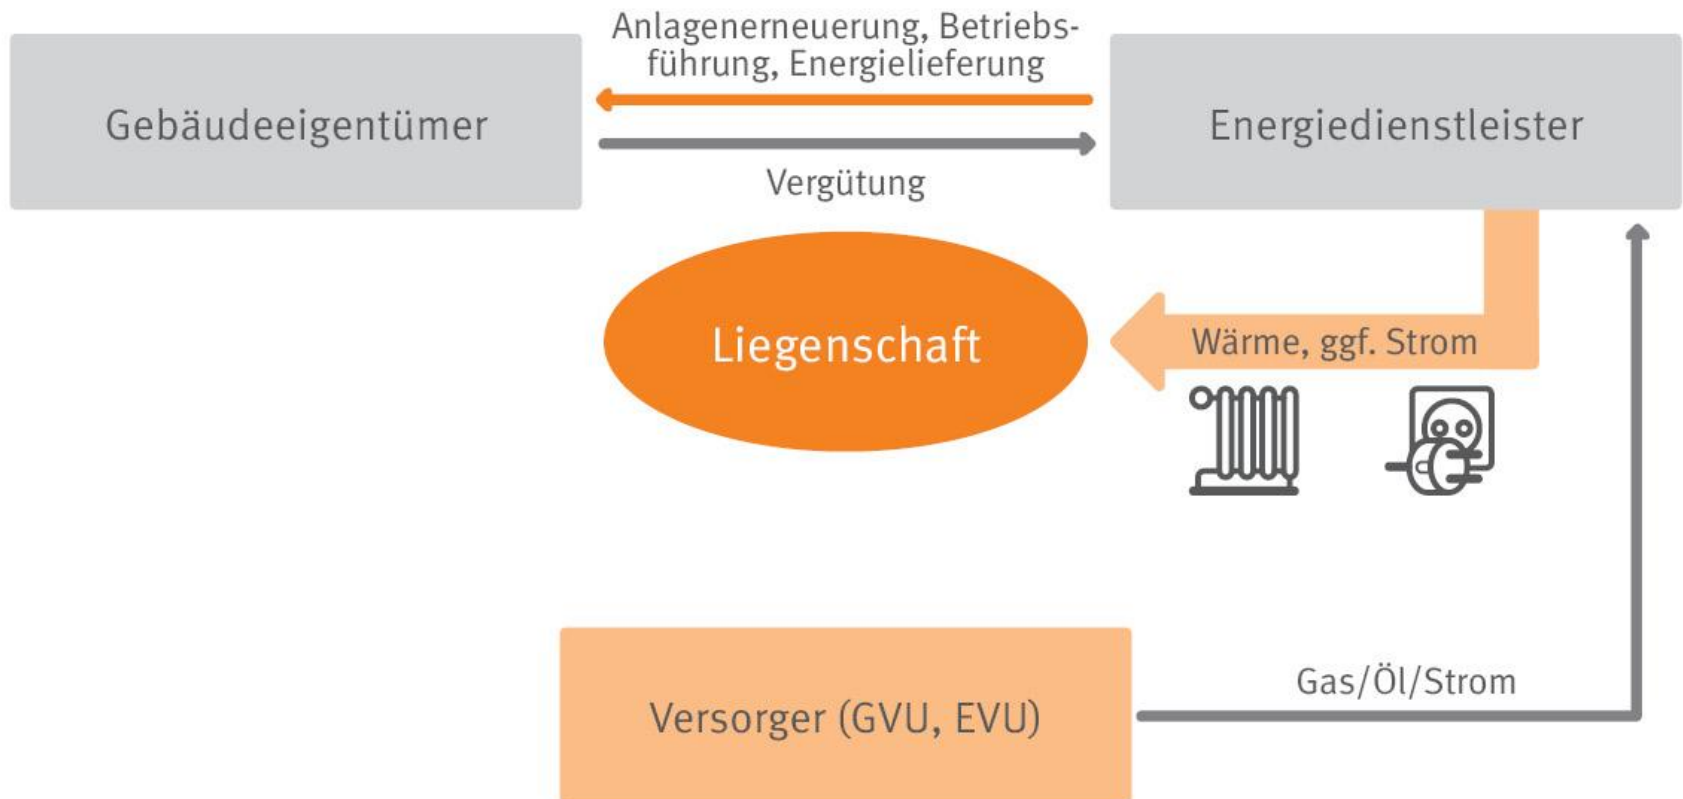 Anlagenerneuerung, Betriebs-
führung, Energielieferung
Gebäudeeigentümer
Energiedienstleister
Vergütung
Liegenschaft
Wärme, ggf. Strom
Gas/Öl/Strom
Versorger (GVU, EVU)